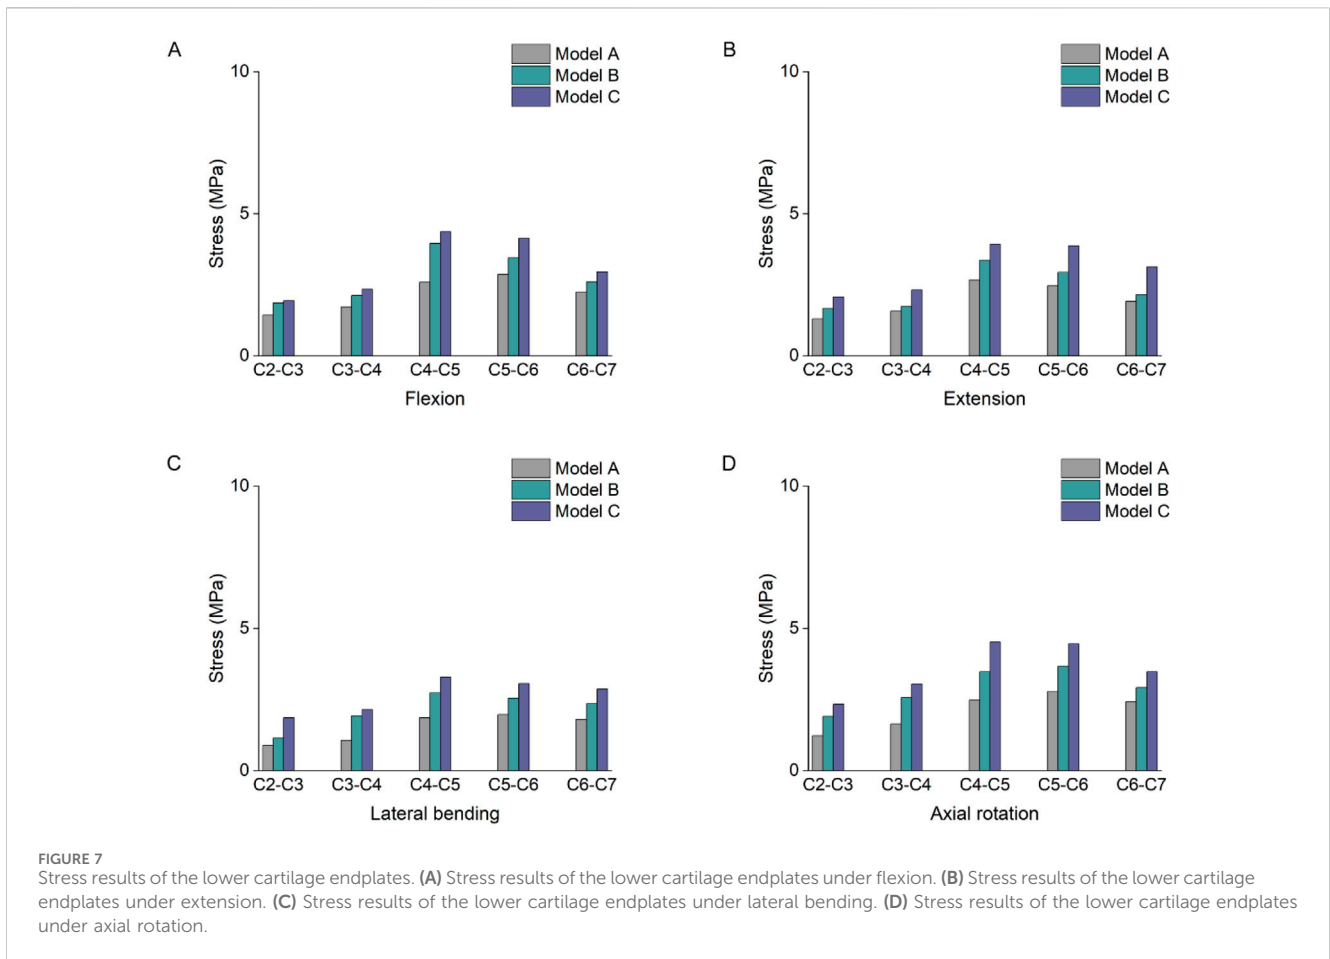 A
Model A
Model B
Model C
10
5
0
Stress (MPa)
C2-C3 C3-C4 C4-C5 C5-C6 C6-C7
Flexion
B
Model A
Model B
Model C
10
5
0
Stress (MPa)
C2-C3 C3-C4 C4-C5 C5-C6 C6-C7
Extension
C
Model A
Model B
Model C
10
5
0
Stress (MPa)
C2-C3 C3-C4 C4-C5 C5-C6 C6-C7
Lateral bending
D
Model A
Model B
Model C
10
5
0
Stress (MPa)
C2-C3 C3-C4 C4-C5 C5-C6 C6-C7
Axial rotation
FIGURE 7
Stress results of the lower cartilage endplates. (A) Stress results of the lower cartilage endplates under flexion. (B) Stress results of the lower cartilage
endplates under extension. (C) Stress results of the lower cartilage endplates under lateral bending. (D) Stress results of the lower cartilage endplates
under axial rotation.